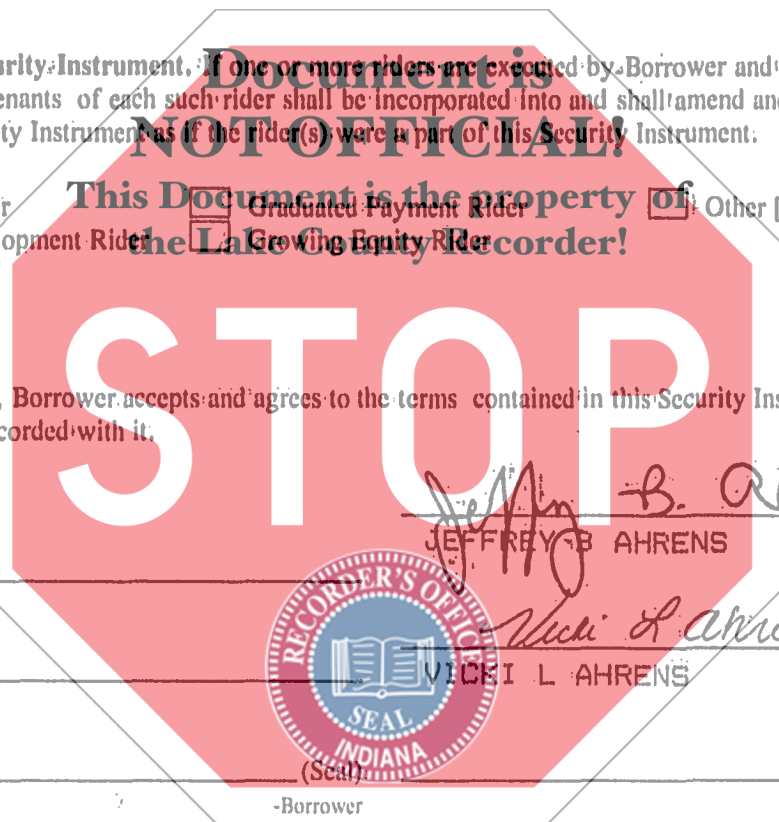 Document is
urity Instrument. If one or more riders are executed by Borrower and
enants of each such rider shall be incorporated into and shall amend and
NOT OFFICIAL!
ty Instrument as if the rider(s) were a part of this Security Instrument.
This Document is the property of
r Graduated Payment Rider Other [
the Lake County Recorder!
opment Rider Growing Equity Rider
STOP
, Borrower accepts and agrees to the terms contained in this Security Ins
corded with it.
Jeffrey B. A
JEFFREY B AHRENS
RECORDER'S OFFICE
Vicki L Ahre
VICKI L AHRENS
SEAL
INDIANA
(Seal)
-Borrower